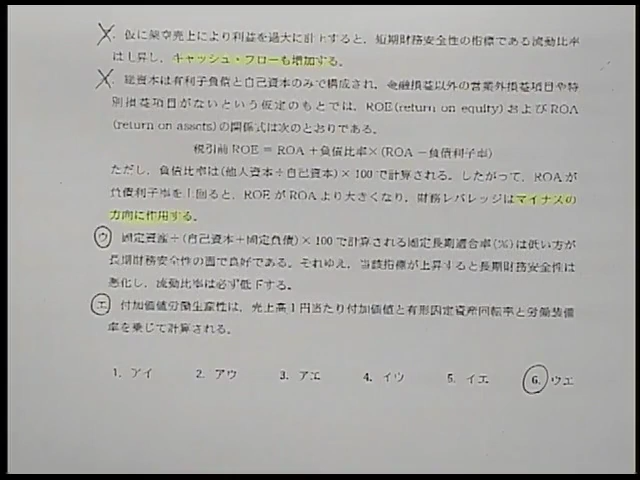 ア. 仮に架空売上により利益を過大に計上すると、短期財務安全性の指標である流動比率
は上昇し、キャッシュ・フローも増加する。
イ. 総資本は有利子負債と自己資本のみで構成され、金融損益以外の営業外損益項目や特
別損益項目がないという仮定のもとでは、ROE(return on equity)およびROA
(return on assets)の関係式は次のとおりである。
税引前 ROE = ROA + 負債比率×(ROA − 負債利子率)
ただし、負債比率は(他人資本÷自己資本)× 100 で計算される。したがって、ROA が
負債利子率を上回ると、ROE が ROA より大きくなり、財務レバレッジはマイナスの
方向に作用する。
ウ 固定資産÷(自己資本+固定負債)× 100 で計算される固定長期適合率(%)は低い方が
長期財務安全性の面で良好である。それゆえ、当該指標が上昇すると長期財務安全性は
悪化し、流動比率は必ず低下する。
エ 付加価値労働生産性は、売上高1円当たり付加価値と有形固定資産回転率と労働装備
率を乗じて計算される。
1. アイ 2. アウ 3. アエ 4. イウ 5. イエ 6. ウエ